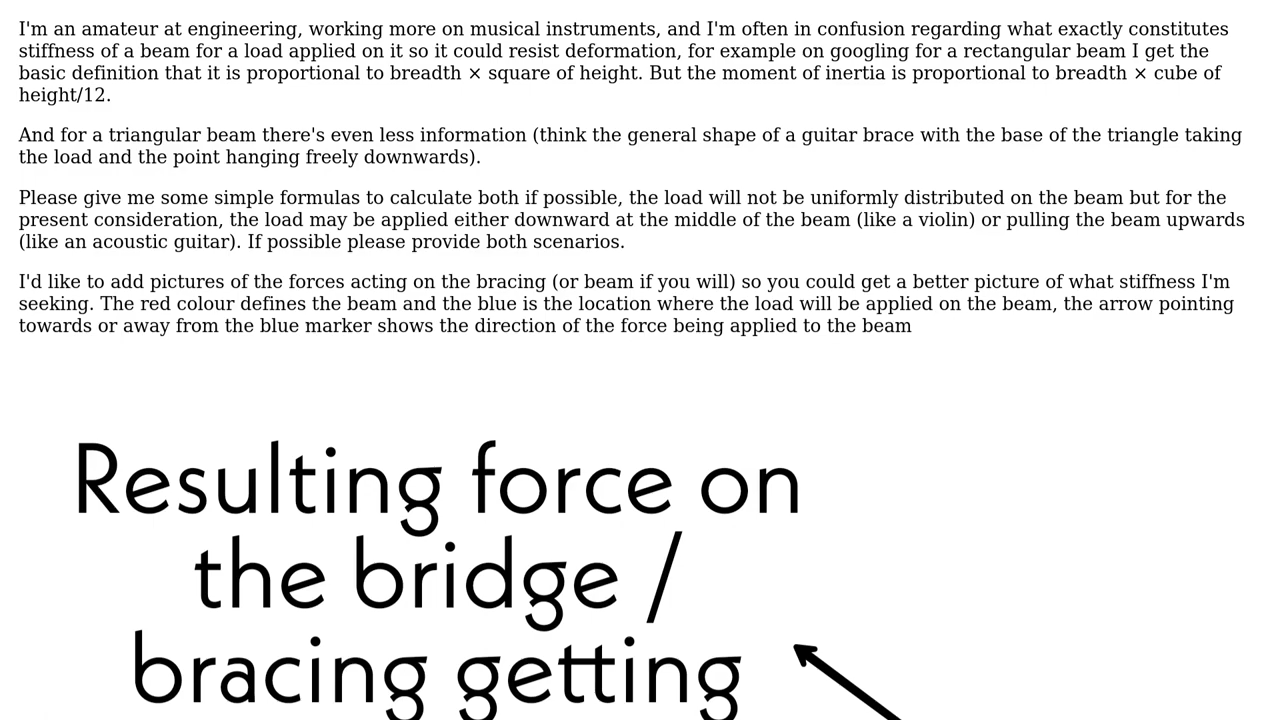 I'm an amateur at engineering, working more on musical instruments, and I'm often in confusion regarding what exactly constitutes
stiffness of a beam for a load applied on it so it could resist deformation, for example on googling for a rectangular beam I get the
basic definition that it is proportional to breadth × square of height. But the moment of inertia is proportional to breadth × cube of
height/12.
And for a triangular beam there's even less information (think the general shape of a guitar brace with the base of the triangle taking
the load and the point hanging freely downwards).
Please give me some simple formulas to calculate both if possible, the load will not be uniformly distributed on the beam but for the
present consideration, the load may be applied either downward at the middle of the beam (like a violin) or pulling the beam upwards
(like an acoustic guitar). If possible please provide both scenarios.
I'd like to add pictures of the forces acting on the bracing (or beam if you will) so you could get a better picture of what stiffness I'm
seeking. The red colour defines the beam and the blue is the location where the load will be applied on the beam, the arrow pointing
towards or away from the blue marker shows the direction of the force being applied to the beam
Resulting force on
the bridge /
bracing getting